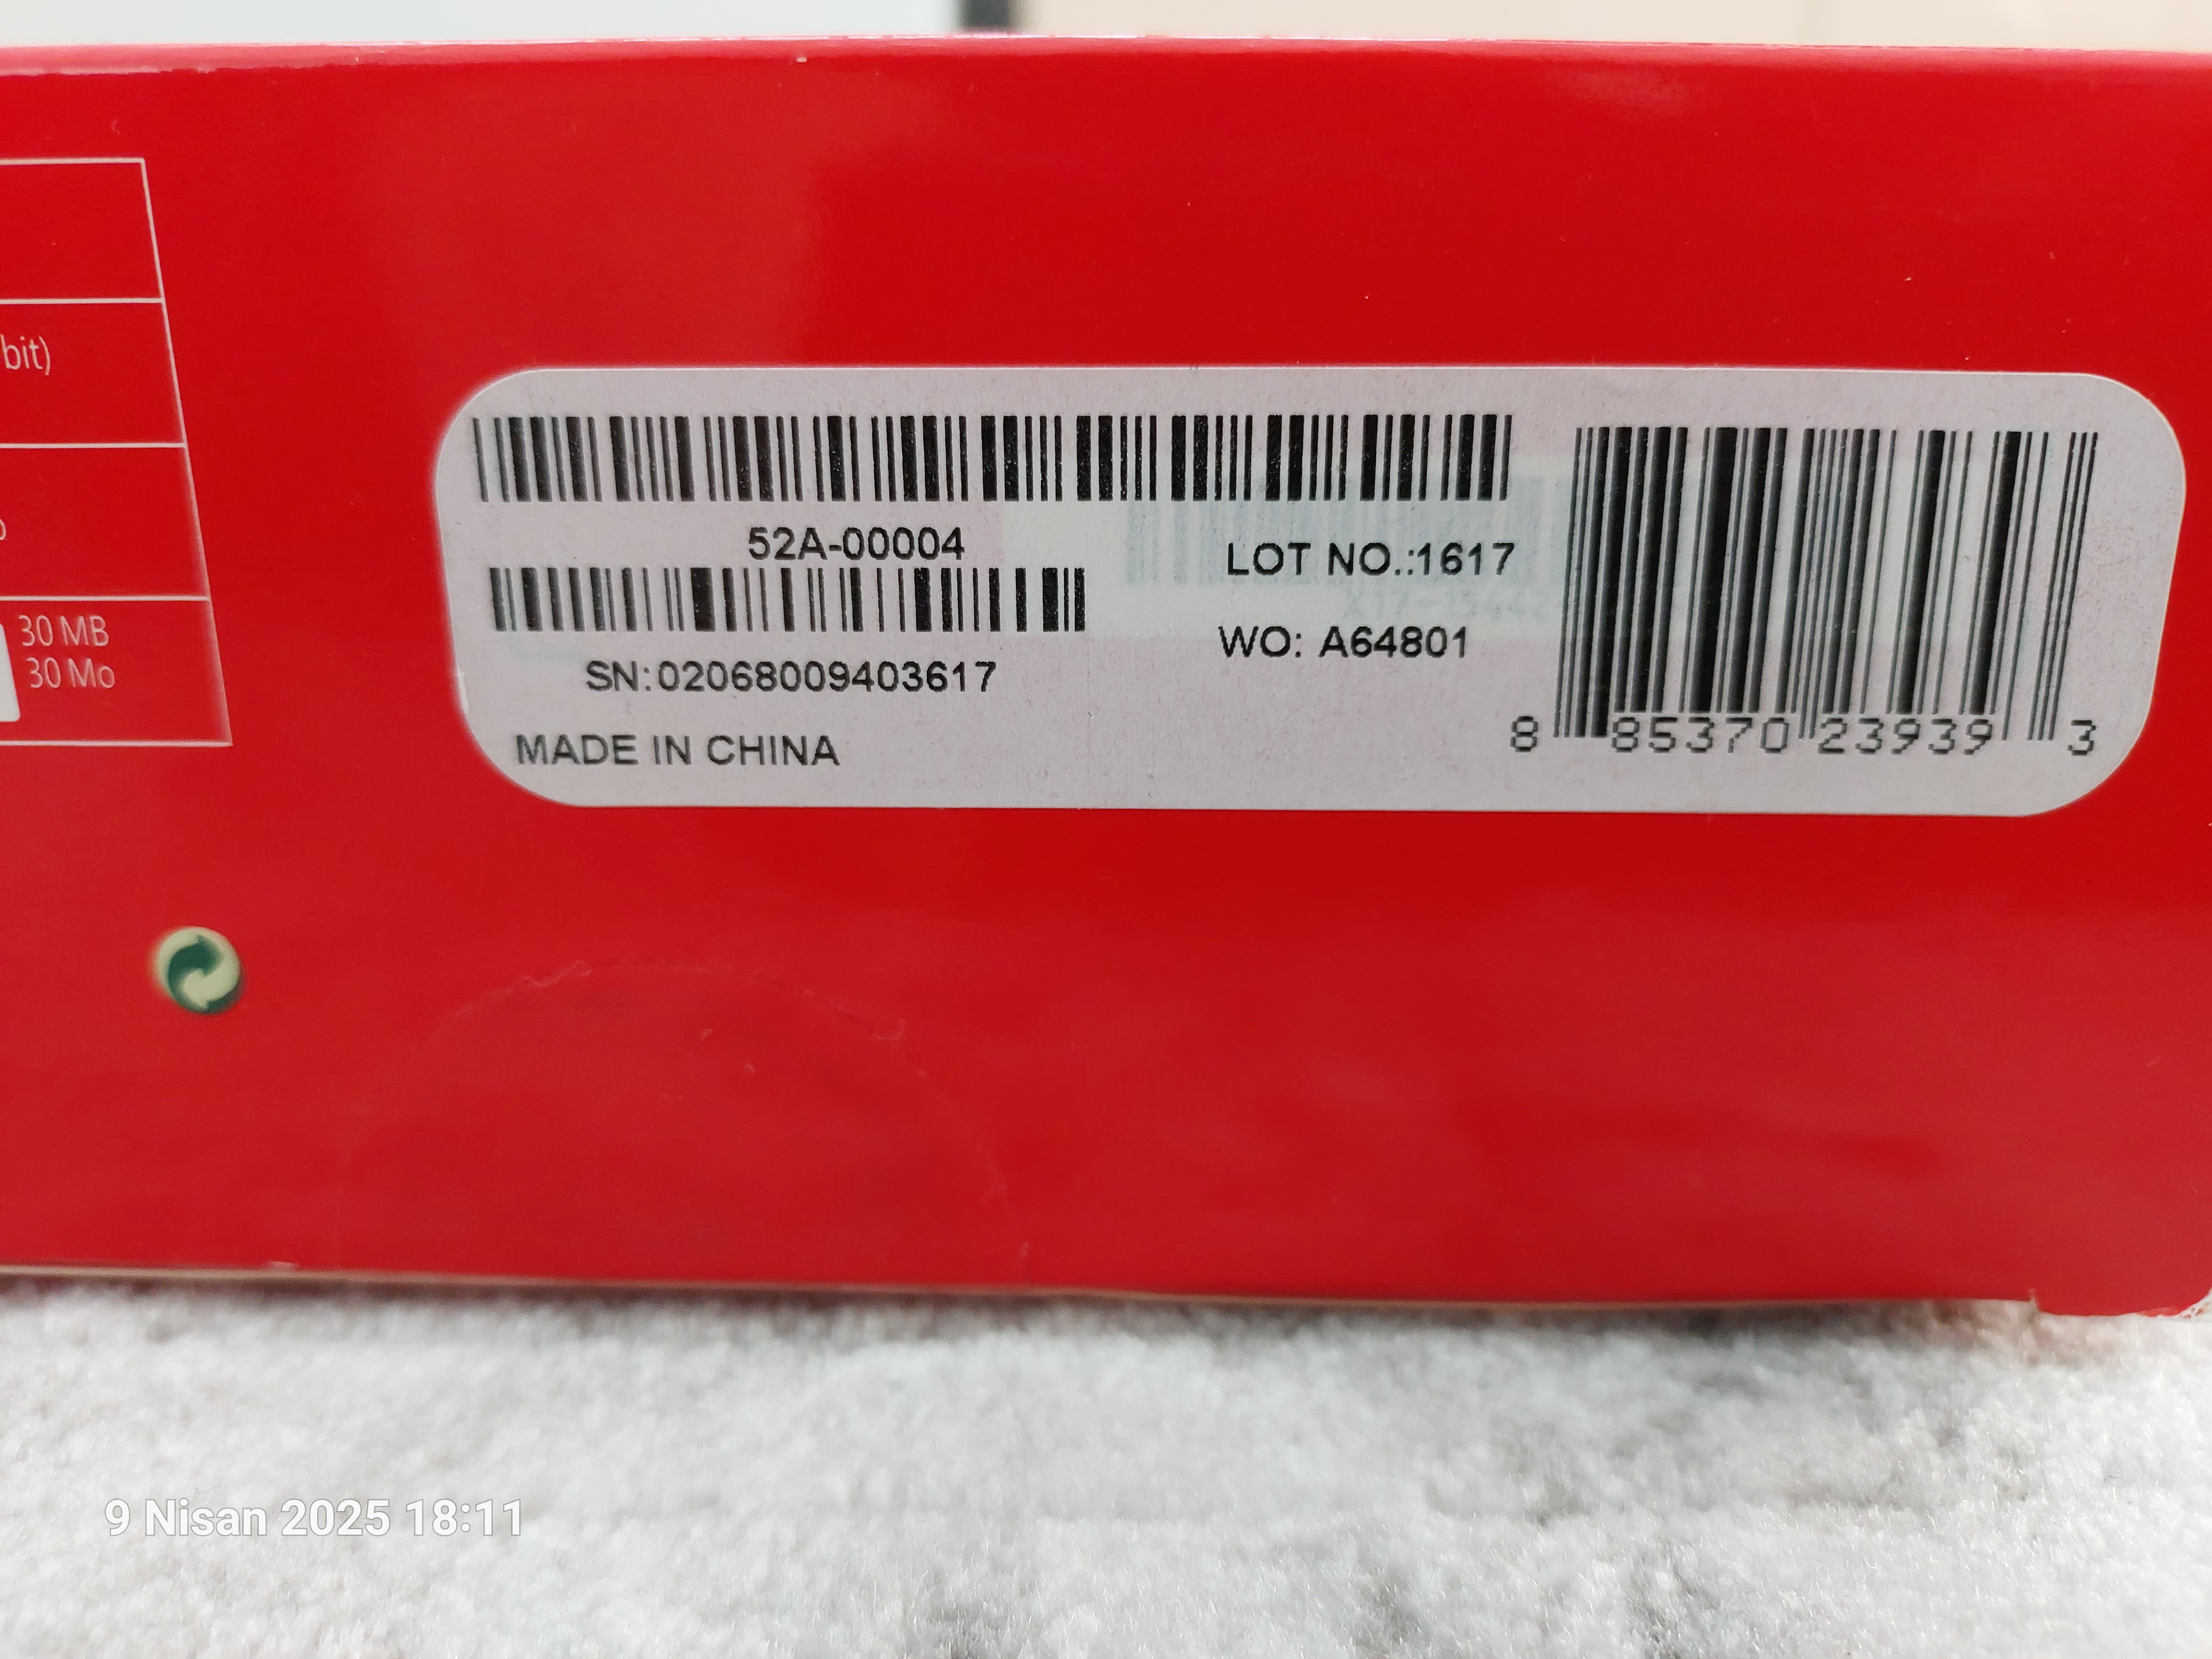 bit)
30 MB
30 Mo
52A-00004
LOT NO.:1617
WO: A64801
SN:02068009403617
MADE IN CHINA
8 85370 23939 3
9 Nisan 2025 18:11